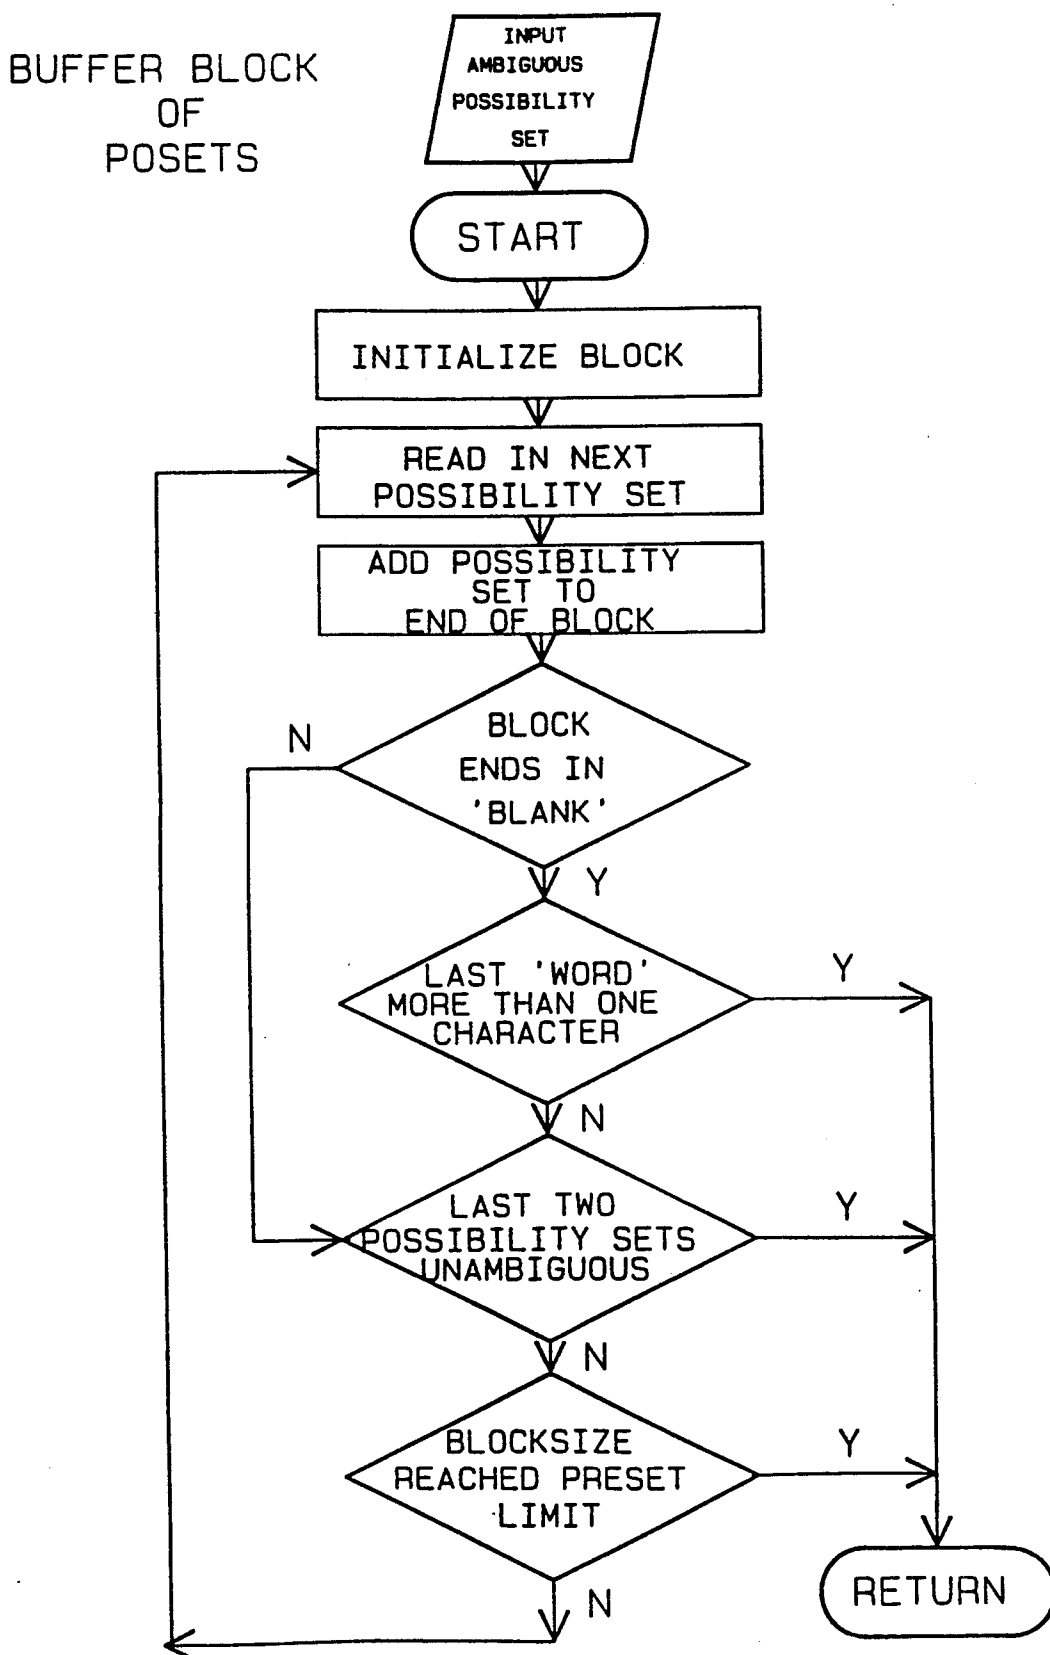 BUFFER BLOCK
OF
POSETS
INPUT
AMBIGUOUS
POSSIBILITY
SET
START
INITIALIZE BLOCK
READ IN NEXT
POSSIBILITY SET
ADD POSSIBILITY
SET TO
END OF BLOCK
BLOCK
ENDS IN
'BLANK'
N
Y
LAST 'WORD'
MORE THAN ONE
CHARACTER
Y
N
LAST TWO
POSSIBILITY SETS
UNAMBIGUOUS
Y
N
BLOCKSIZE
REACHED PRESET
LIMIT
Y
N
RETURN